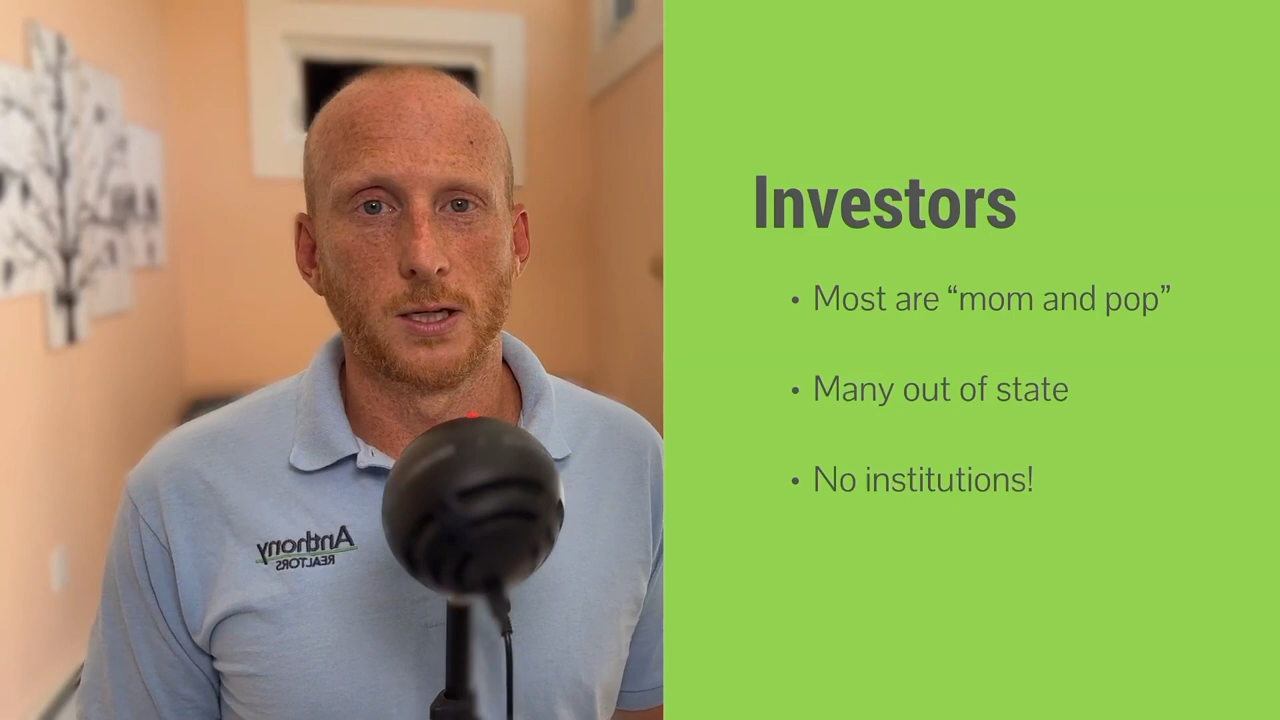 Investors
• Most are “mom and pop”
• Many out of state
• No institutions!
Anthony
REALTORS